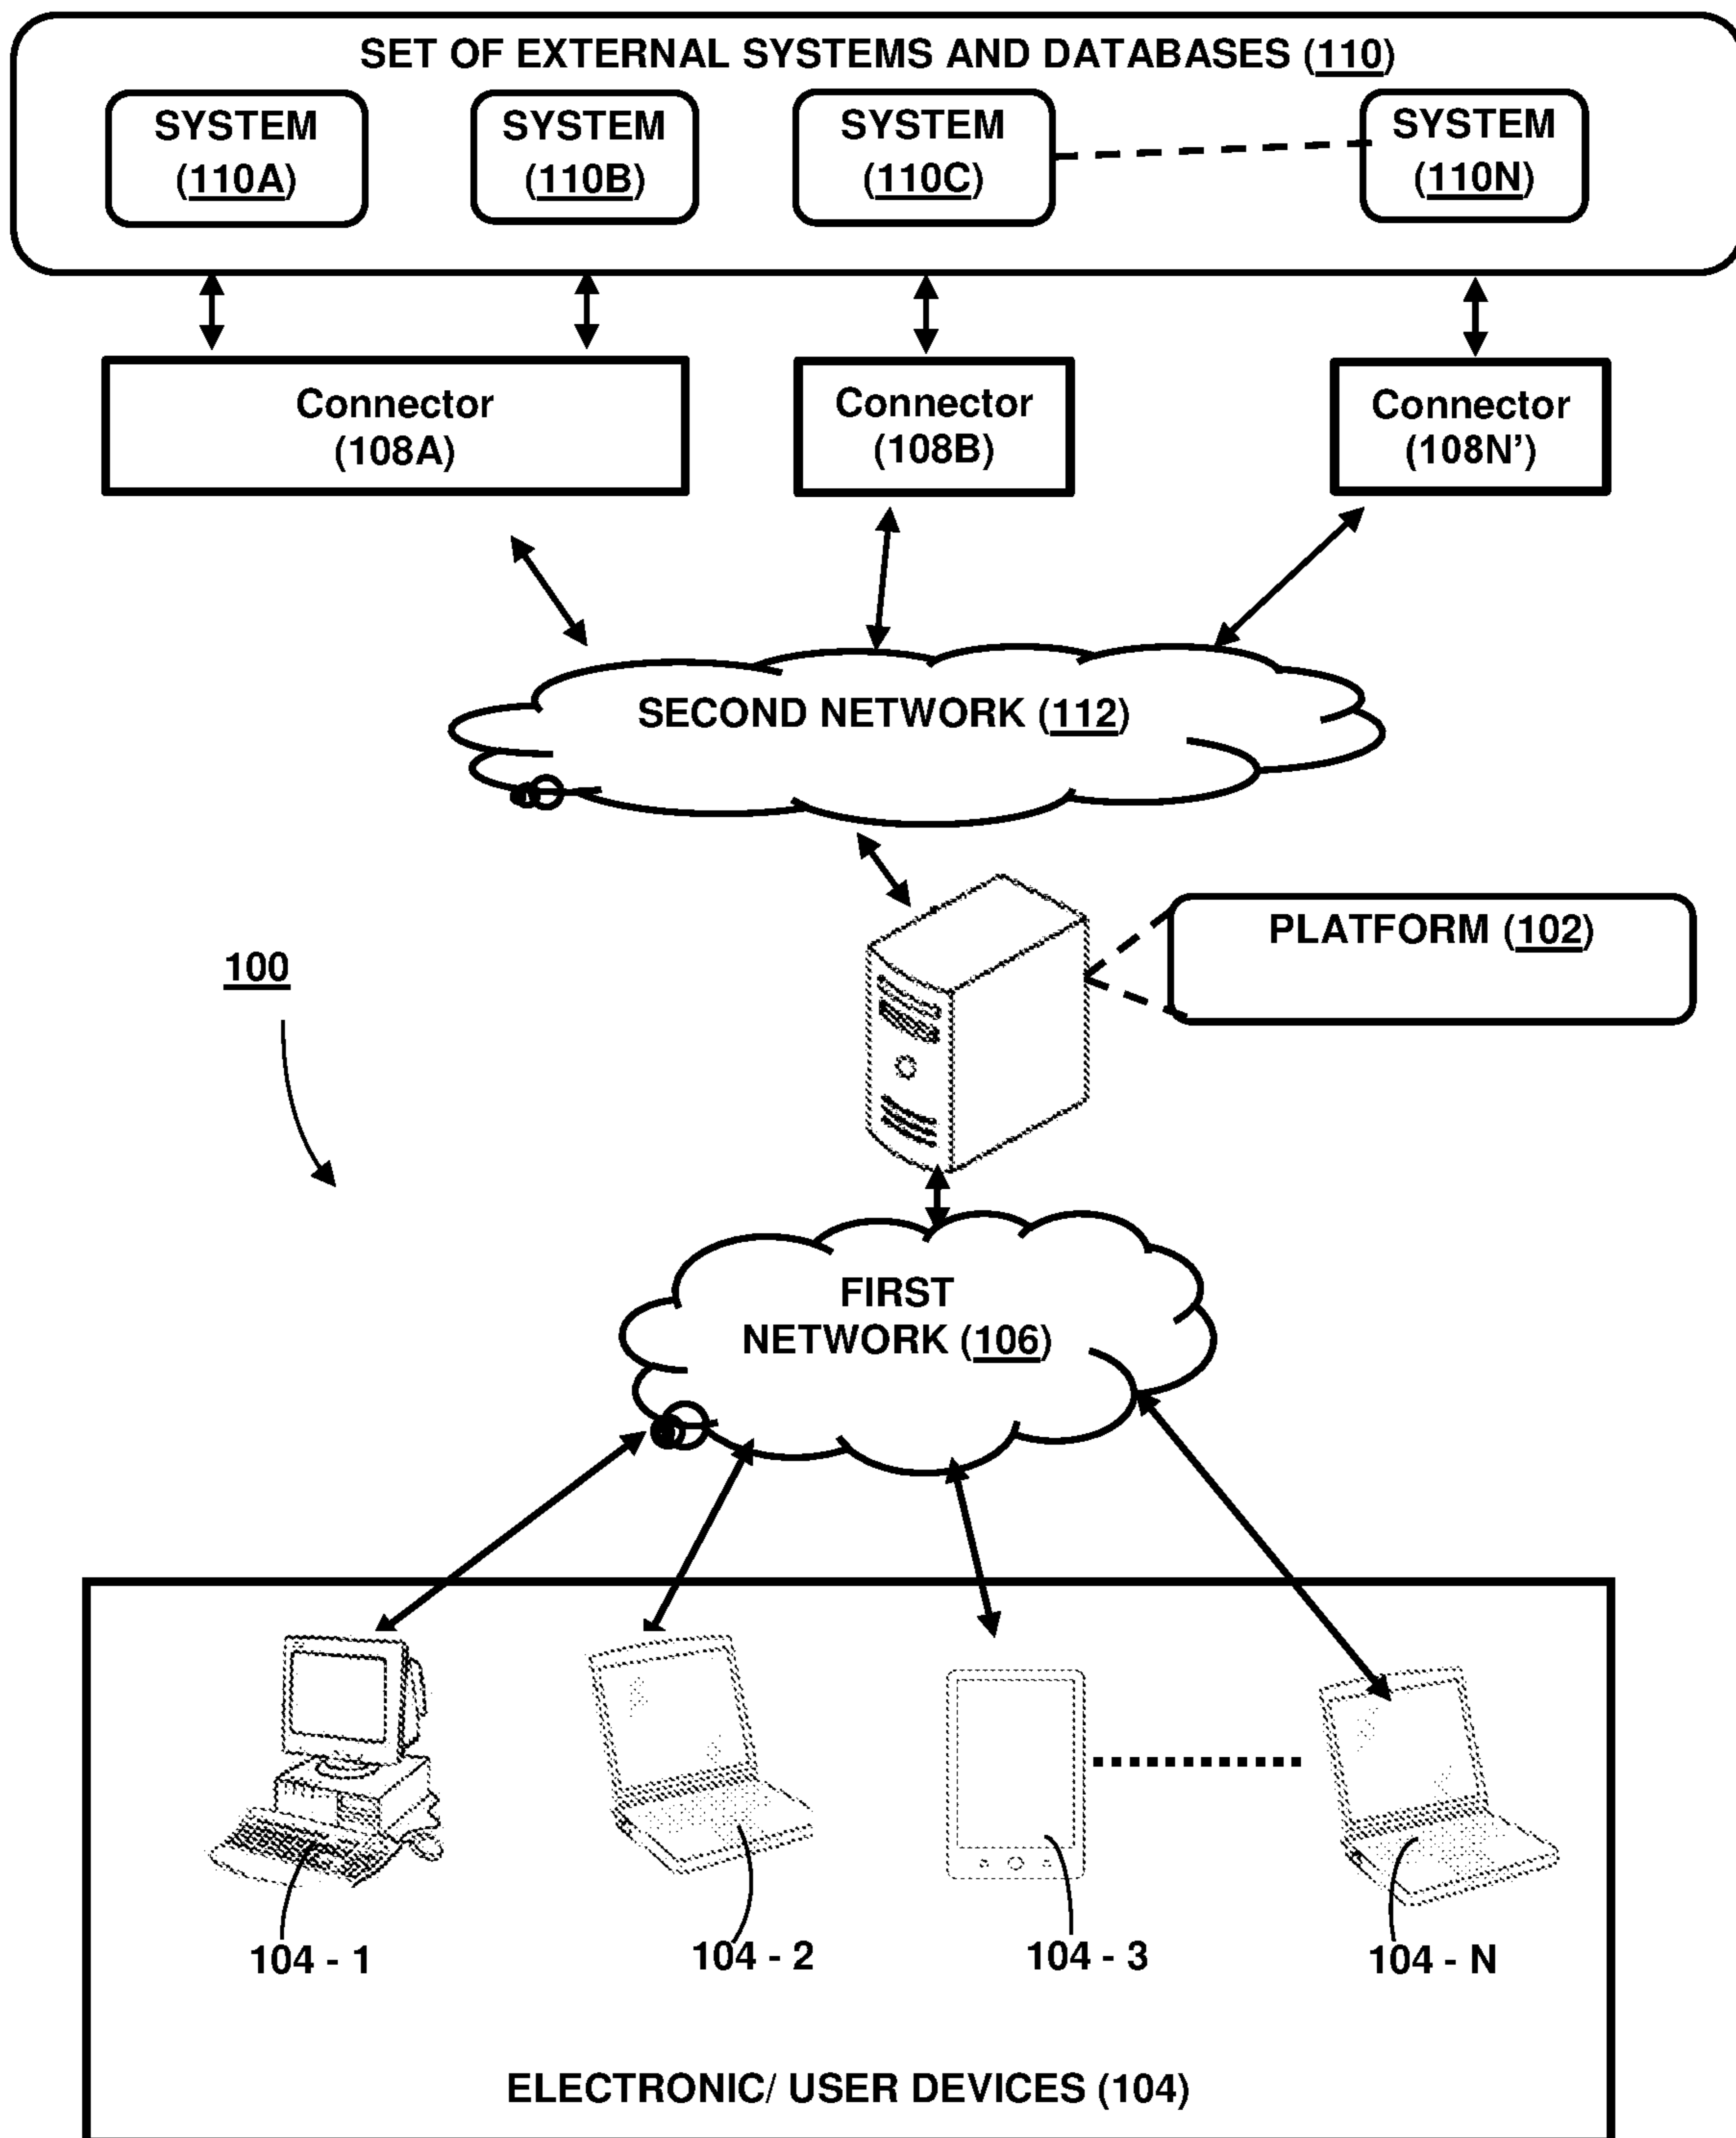 SET OF EXTERNAL SYSTEMS AND DATABASES (110)
SYSTEM
(110A)
SYSTEM
(110B)
SYSTEM
(110C)
SYSTEM
(110N)
Connector
(108A)
Connector
(108B)
Connector
(108N’)
SECOND NETWORK (112)
PLATFORM (102)
100
FIRST
NETWORK (106)
104 - 1
104 - 2
104 - 3
104 - N
ELECTRONIC/ USER DEVICES (104)